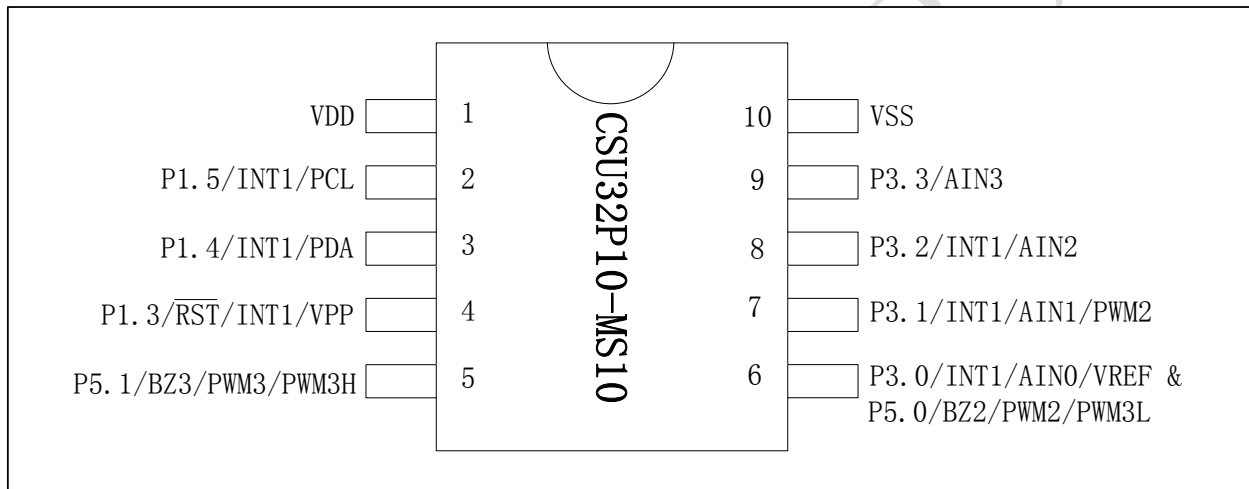 VDD 1 10 VSS
P1.5/INT1/PCL 2 9 P3.3/AIN3
P1.4/INT1/PDA 3 8 P3.2/INT1/AIN2
P1.3/R̅S̅T̅/INT1/VPP 4 7 P3.1/INT1/AIN1/PWM2
P5.1/BZ3/PWM3/PWM3H 5 6 P3.0/INT1/AIN0/VREF &
P5.0/BZ2/PWM2/PWM3L
CSU32P10-MS10